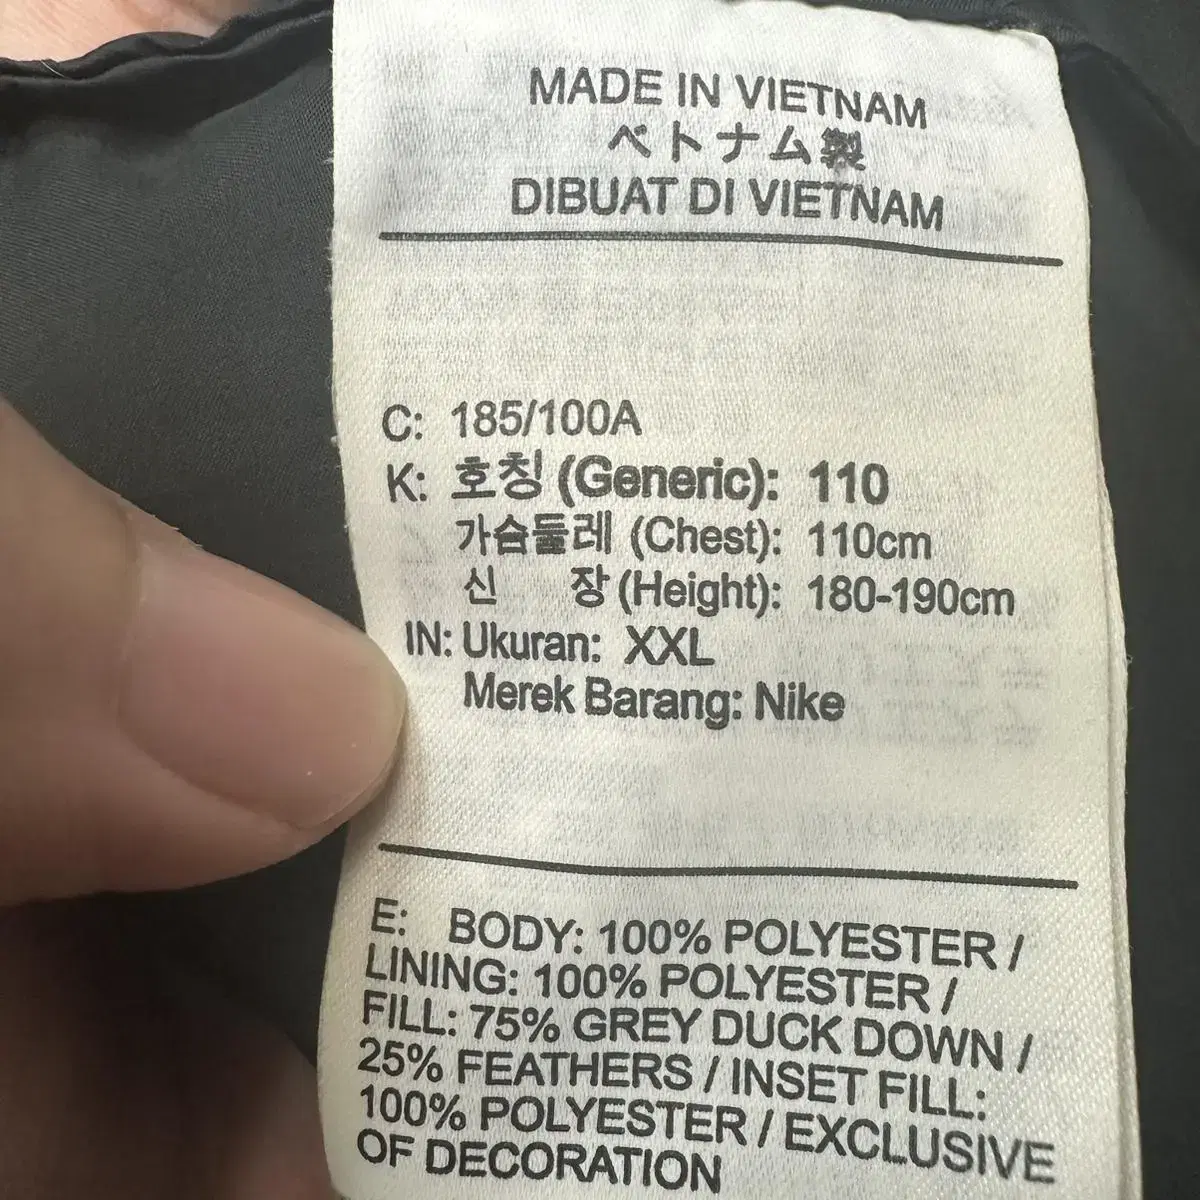 MADE IN VIETNAM
ベトナム製
DIBUAT DI VIETNAM
C: 185/100A
K: 호칭 (Generic): 110
가슴둘레 (Chest): 110cm
신 장 (Height): 180-190cm
IN: Ukuran: XXL
Merek Barang: Nike
E: BODY: 100% POLYESTER /
LINING: 100% POLYESTER /
FILL: 75% GREY DUCK DOWN /
25% FEATHERS / INSET FILL:
100% POLYESTER / EXCLUSIVE
OF DECORATION